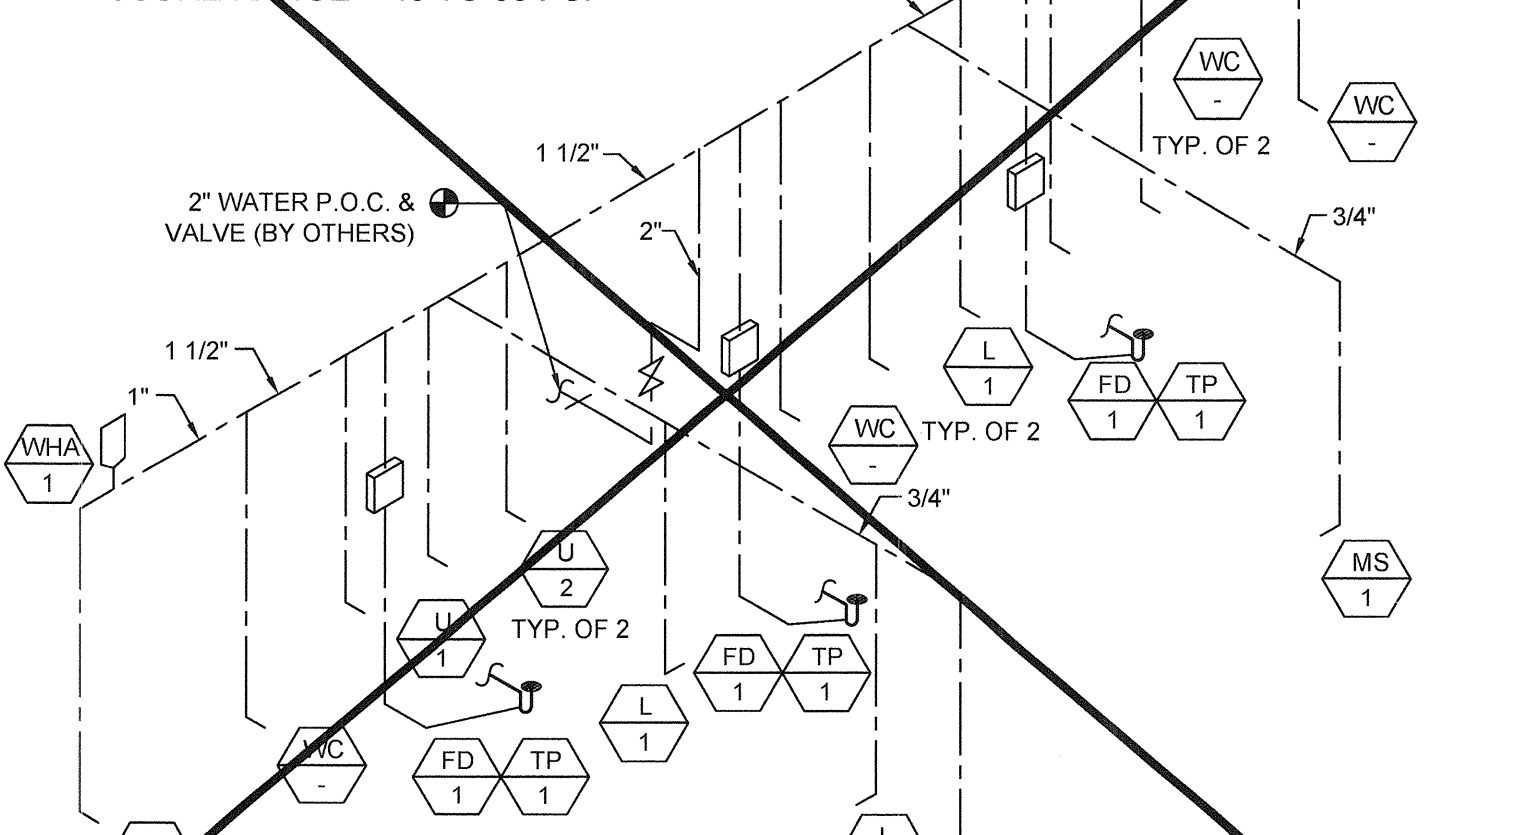 WC
-
TYP. OF 2
WC
-
1 1/2"
2" WATER P.O.C. &
VALVE (BY OTHERS)
2"
3/4"
1 1/2"
1"
WHA
1
L
1
FD
1
TP
1
WC
-
TYP. OF 2
3/4"
U
2
TYP. OF 2
MS
1
U
1
FD
1
TP
1
L
1
WC
-
FD
1
TP
1